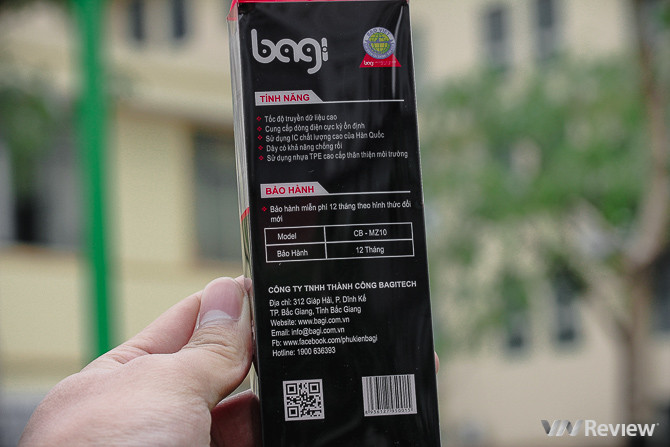 bagi
bagi
TÍNH NĂNG
Tốc độ truyền dữ liệu cao
Cung cấp dòng điện cực kỳ ổn định
Sử dụng IC chất lượng cao của Hàn Quốc
Dây có khả năng chống rối
Sử dụng nhựa TPE cao cấp thân thiện môi trường
BẢO HÀNH
Bảo hành miễn phí 12 tháng theo hình thức đổi
mới
Model CB - MZ10
Bảo Hành 12 Tháng
CÔNG TY TNHH THÀNH CÔNG BAGITECH
Địa chỉ: 312 Giáp Hải, P. Dĩnh Kế
TP. Bắc Giang, Tỉnh Bắc Giang
Website: www.bagi.com.vn
Email: info@bagi.com.vn
Fb: www.facebook.com/phukienbagi
Hotline: 1900 636393
VN Review